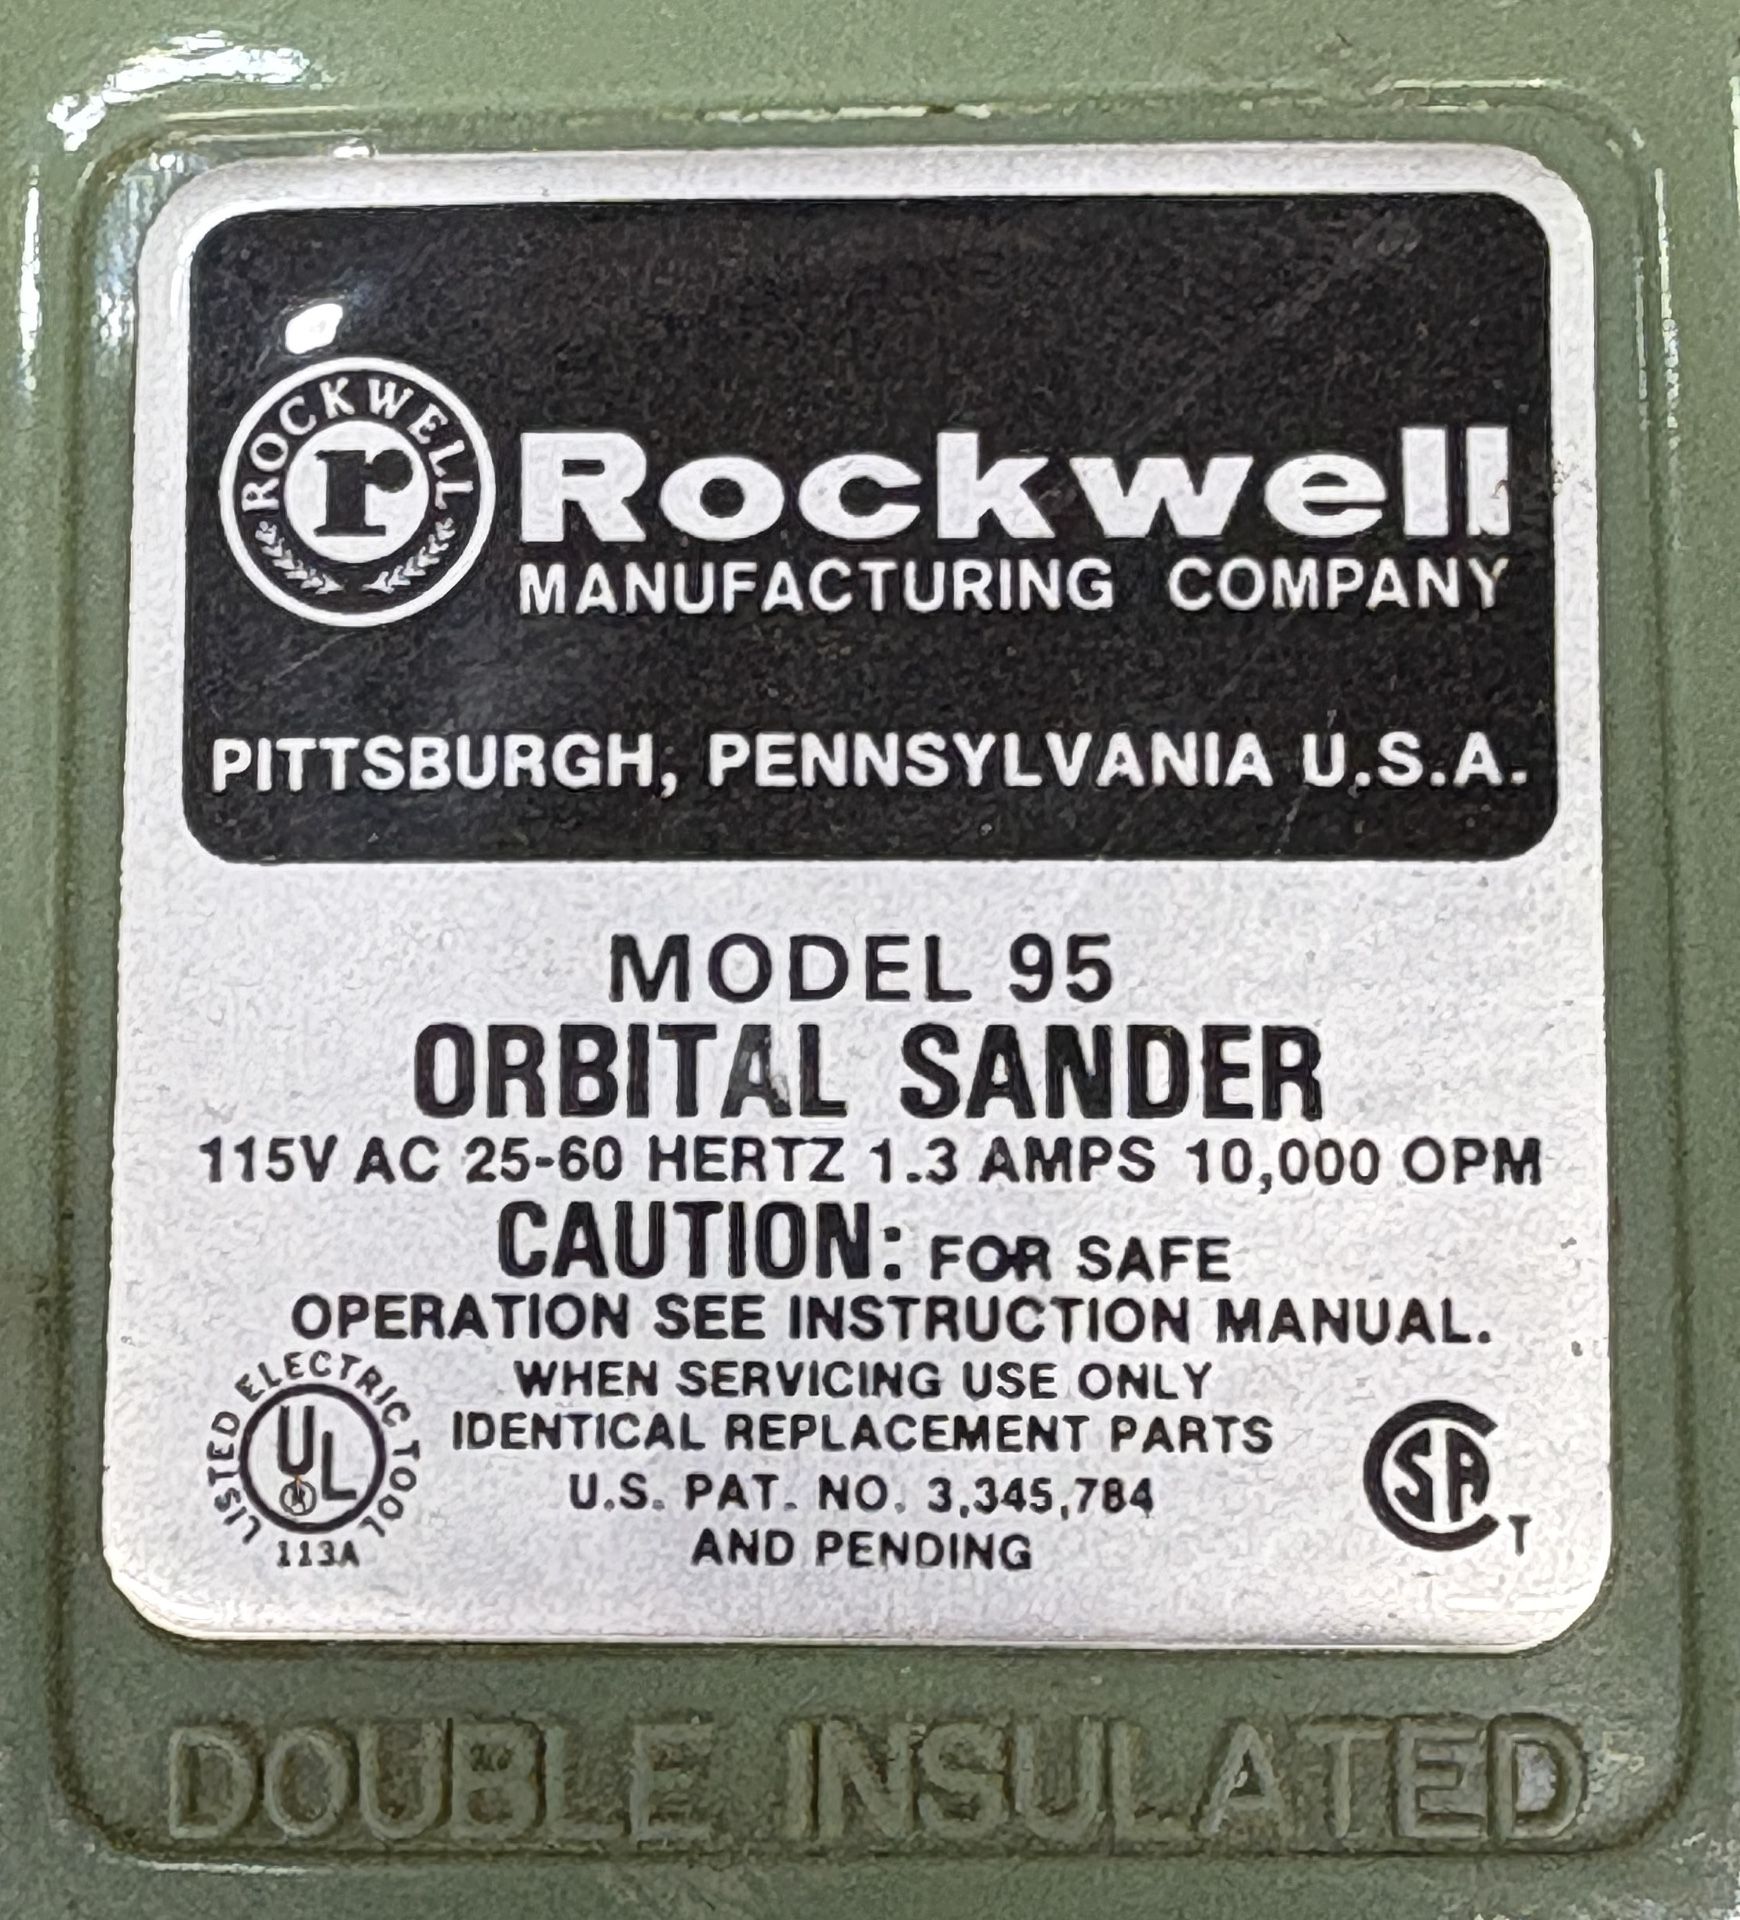 ROCKWELL
r
Rockwell
MANUFACTURING COMPANY
PITTSBURGH, PENNSYLVANIA U.S.A.
MODEL 95
ORBITAL SANDER
115V AC 25-60 HERTZ 1.3 AMPS 10,000 OPM
CAUTION: FOR SAFE
OPERATION SEE INSTRUCTION MANUAL.
WHEN SERVICING USE ONLY
IDENTICAL REPLACEMENT PARTS
U.S. PAT. NO. 3,345,784
AND PENDING
LISTED ELECTRIC TOOL
UL
113A
SA
T
DOUBLE INSULATED